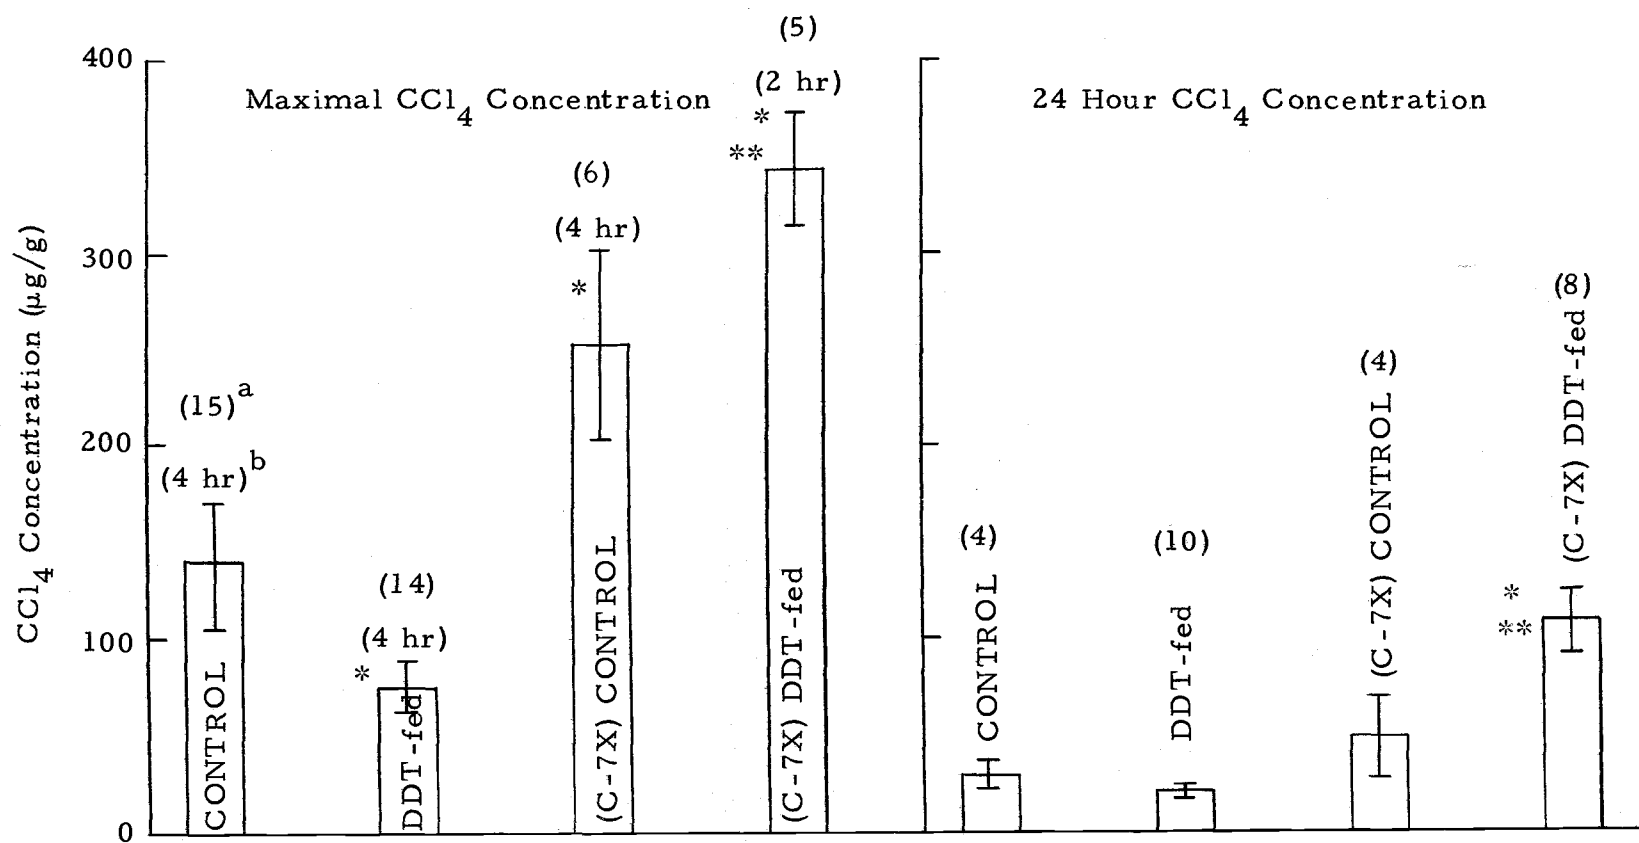 CCl4 Concentration (µg/g)
400
300
200
100
0
Maximal CCl4 Concentration
(15)a
(4 hr)b
CONTROL
(14)
(4 hr)
*
DDT-fed
(6)
(4 hr)
*
(C-7X) CONTROL
(5)
(2 hr)
*
**
(C-7X) DDT-fed
24 Hour CCl4 Concentration
(4)
CONTROL
(10)
DDT-fed
(4)
(C-7X) CONTROL
(8)
(C-7X) DDT-fed
*
**